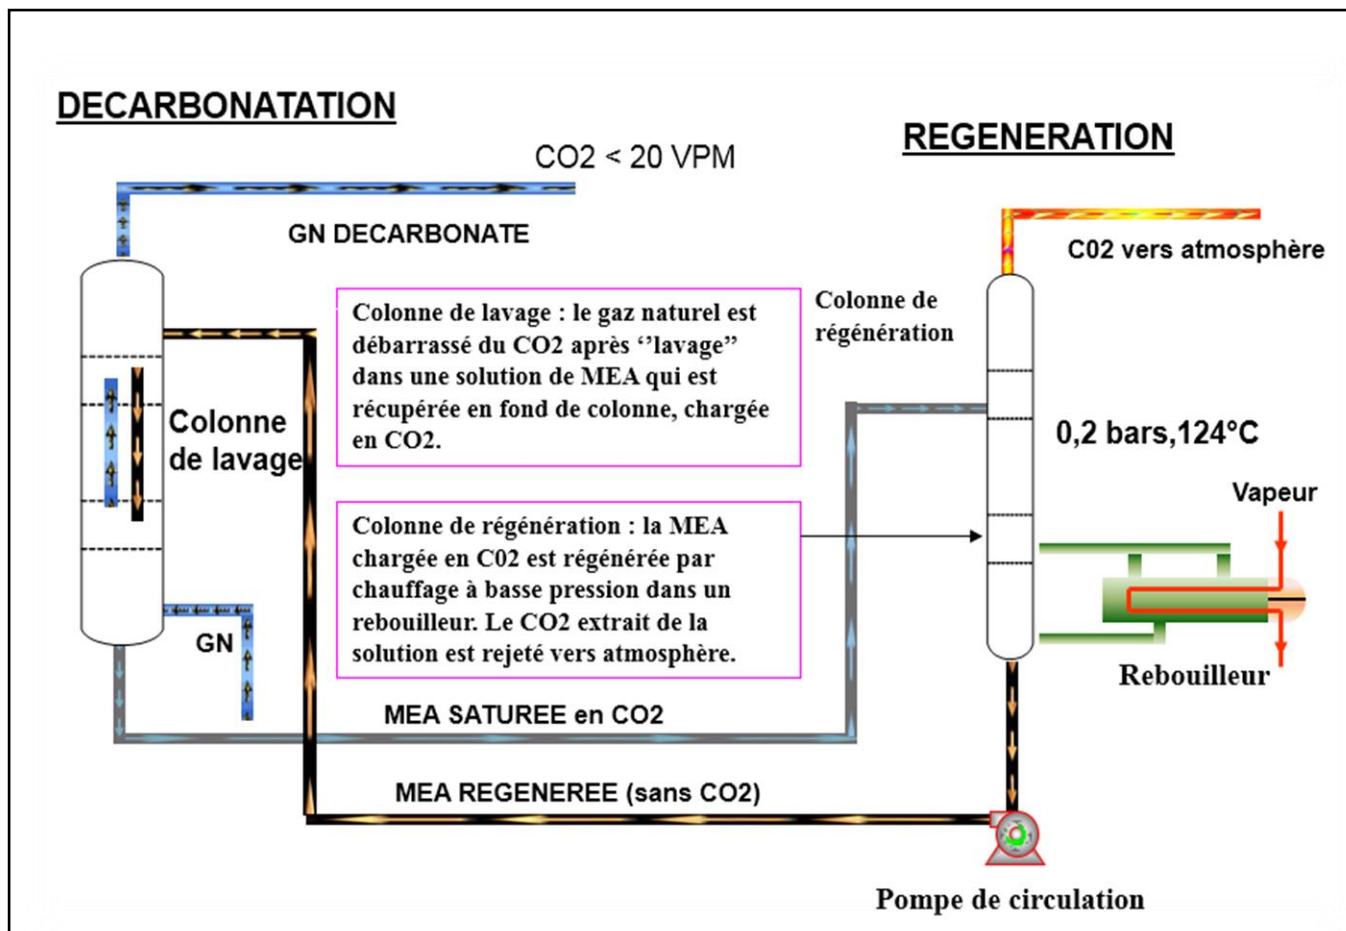 DECARBONATATION
CO2 < 20 VPM
GN DECARBONATE
REGENERATION
C02 vers atmosphère
Colonne de lavage : le gaz naturel est
débarrassé du CO2 après ‘’lavage’’
dans une solution de MEA qui est
récupérée en fond de colonne, chargée
en CO2.
Colonne de
régénération
Colonne
de lavage
0,2 bars,124°C
Vapeur
Colonne de régénération : la MEA
chargée en C02 est régénérée par
chauffage à basse pression dans un
rebouilleur. Le CO2 extrait de la
solution est rejeté vers atmosphère.
GN
Rebouilleur
MEA SATUREE en CO2
MEA REGENEREE (sans CO2)
Pompe de circulation